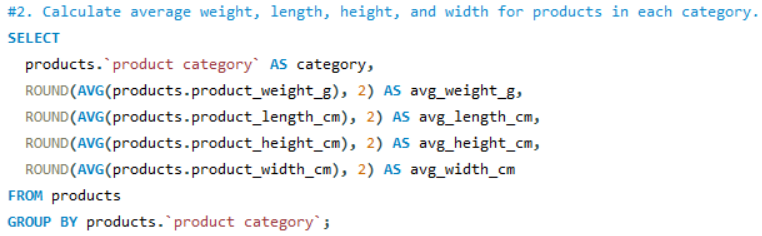 #2. Calculate average weight, length, height, and width for products in each category.
SELECT
products.`product category` AS category,
ROUND(AVG(products.product_weight_g), 2) AS avg_weight_g,
ROUND(AVG(products.product_length_cm), 2) AS avg_length_cm,
ROUND(AVG(products.product_height_cm), 2) AS avg_height_cm,
ROUND(AVG(products.product_width_cm), 2) AS avg_width_cm
FROM products
GROUP BY products.`product category`;